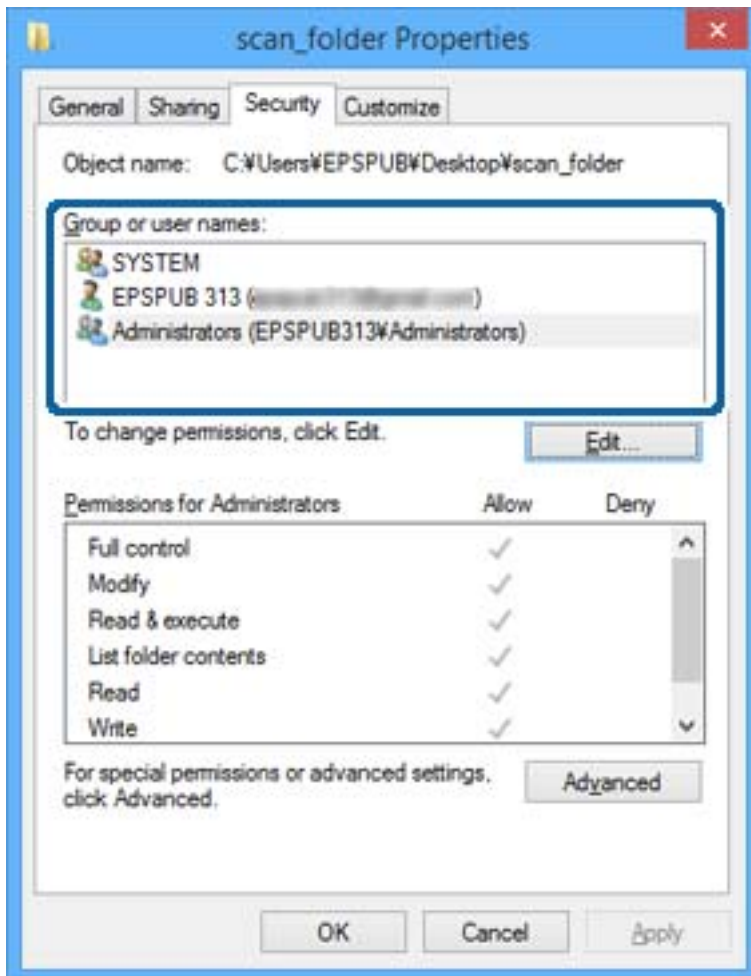 scan_folder Properties
General Sharing Security Customize
Object name: C:¥Users¥EPSPUB¥Desktop¥scan_folder
Group or user names:
SYSTEM
EPSPUB 313 ( )
Administrators (EPSPUB313¥Administrators)
To change permissions, click Edit.
Edit...
Permissions for Administrators Allow Deny
Full control
Modify
Read & execute
List folder contents
Read
Write
For special permissions or advanced settings,
click Advanced.
Advanced
OK Cancel Apply